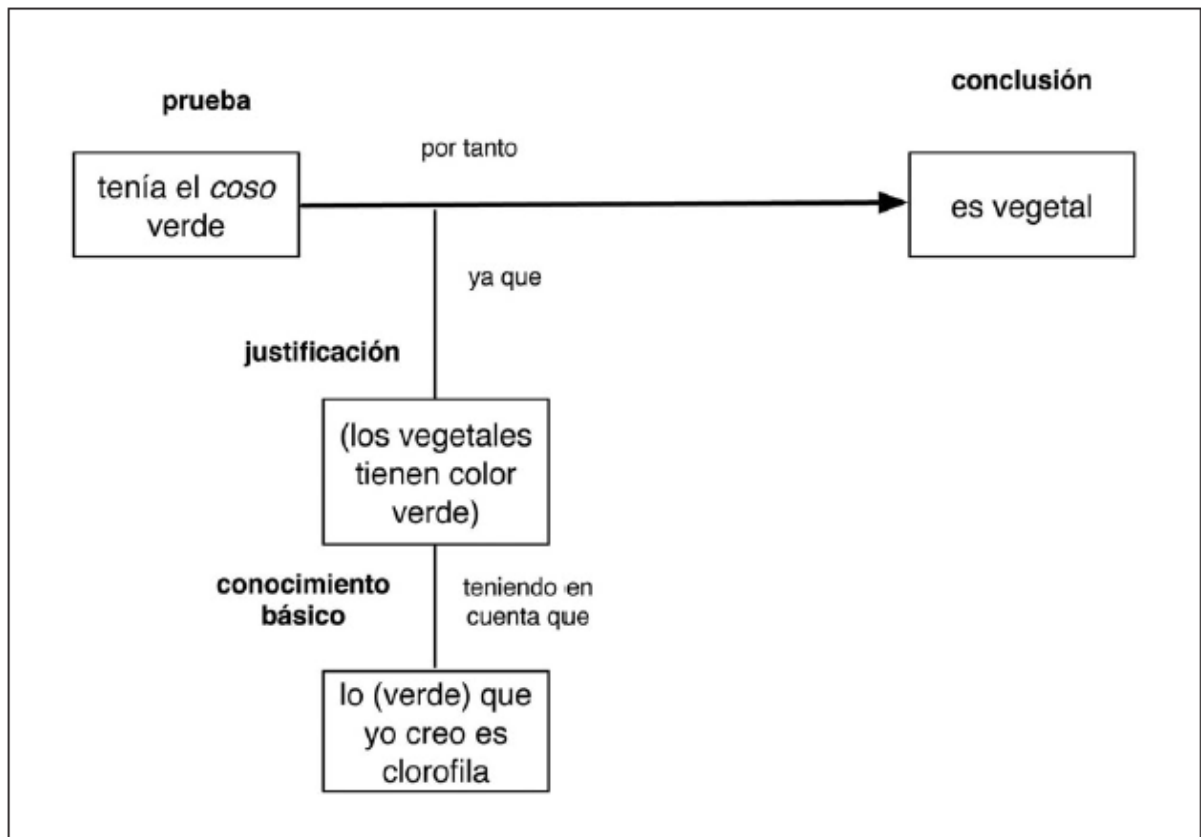 conclusión
prueba
por tanto
tenía el coso
verde
es vegetal
ya que
justificación
(los vegetales
tienen color
verde)
conocimiento
básico
teniendo en
cuenta que
lo (verde) que
yo creo es
clorofila